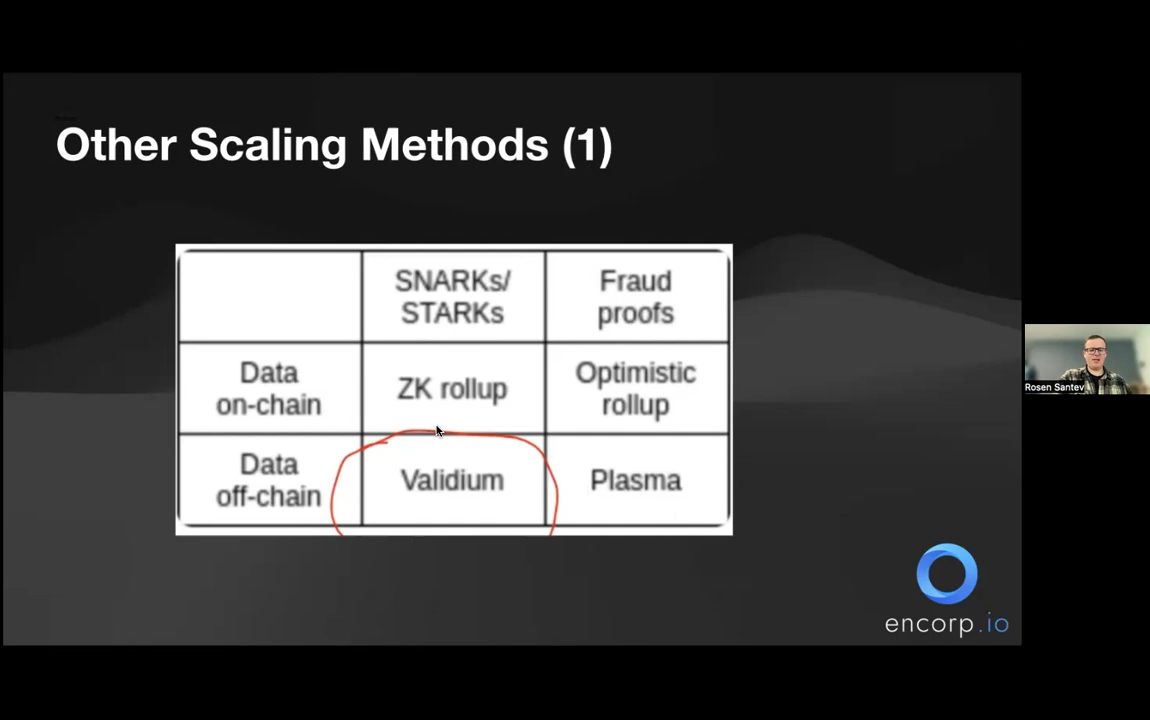 Other Scaling Methods (1)
SNARKs/
STARKs
Fraud
proofs
Data
on-chain
ZK rollup
Optimistic
rollup
Data
off-chain
Validium
Plasma
Rosen Santev
encorp.io